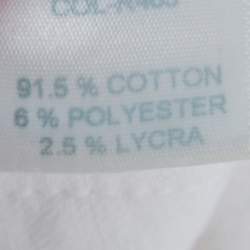 91.5 % COTTON
6 % POLYESTER
2.5 % LYCRA